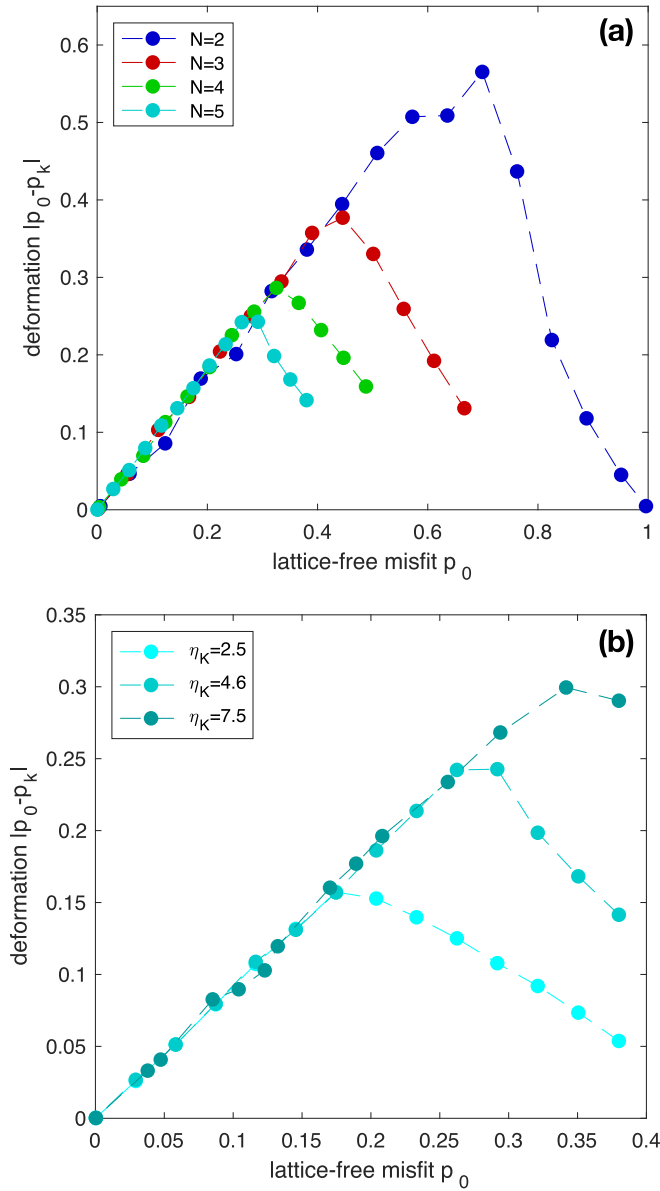 (a)
N=2
N=3
N=4
N=5
deformation |p0-pk|
0.6
0.5
0.4
0.3
0.2
0.1
0
0 0.2 0.4 0.6 0.8 1
lattice-free misfit p 0
(b)
ηK=2.5
ηK=4.6
ηK=7.5
deformation |p0-pk|
0.35
0.3
0.25
0.2
0.15
0.1
0.05
0
0 0.05 0.1 0.15 0.2 0.25 0.3 0.35 0.4
lattice-free misfit p 0